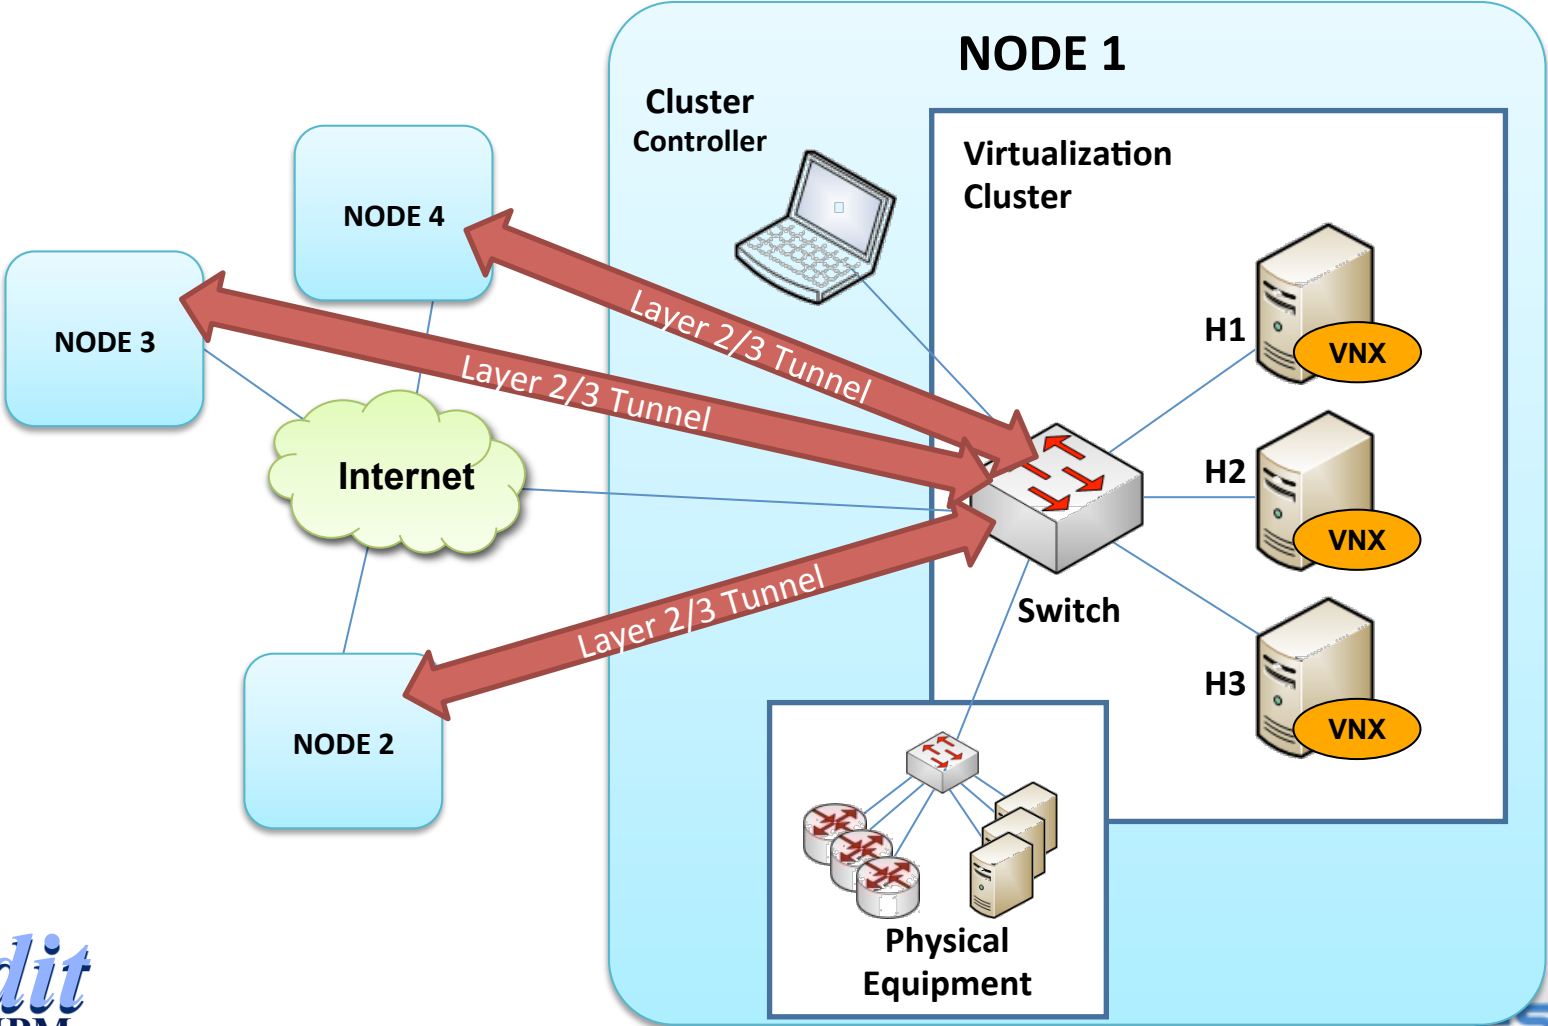 NODE 1
Cluster
Controller
Virtualization
Cluster
NODE 4
NODE 3
Layer 2/3 Tunnel
Layer 2/3 Tunnel
H1
VNX
Internet
H2
VNX
Layer 2/3 Tunnel
Switch
H3
VNX
NODE 2
Physical
Equipment